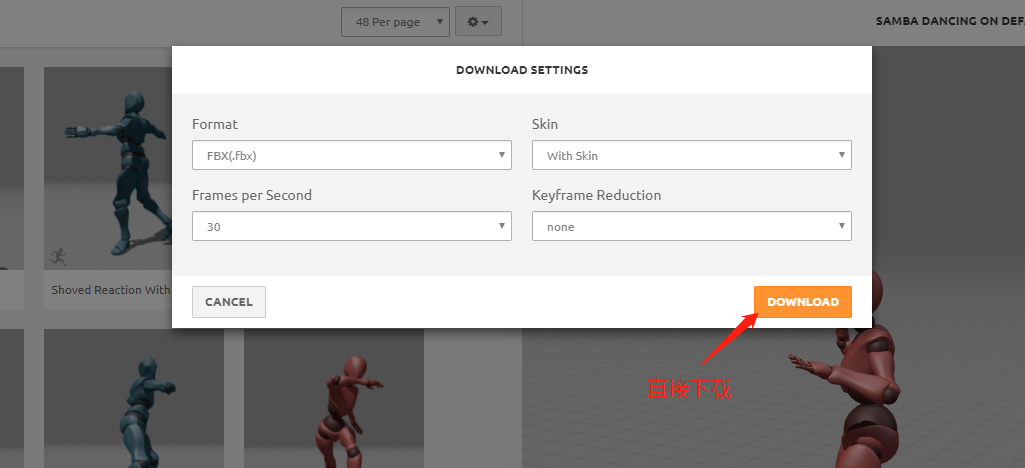 48 Per page
SAMBA DANCING ON DEF
DOWNLOAD SETTINGS
Format
Skin
FBX(.fbx)
With Skin
Frames per Second
Keyframe Reduction
30
none
Shoved Reaction With
CANCEL
DOWNLOAD
直接下载